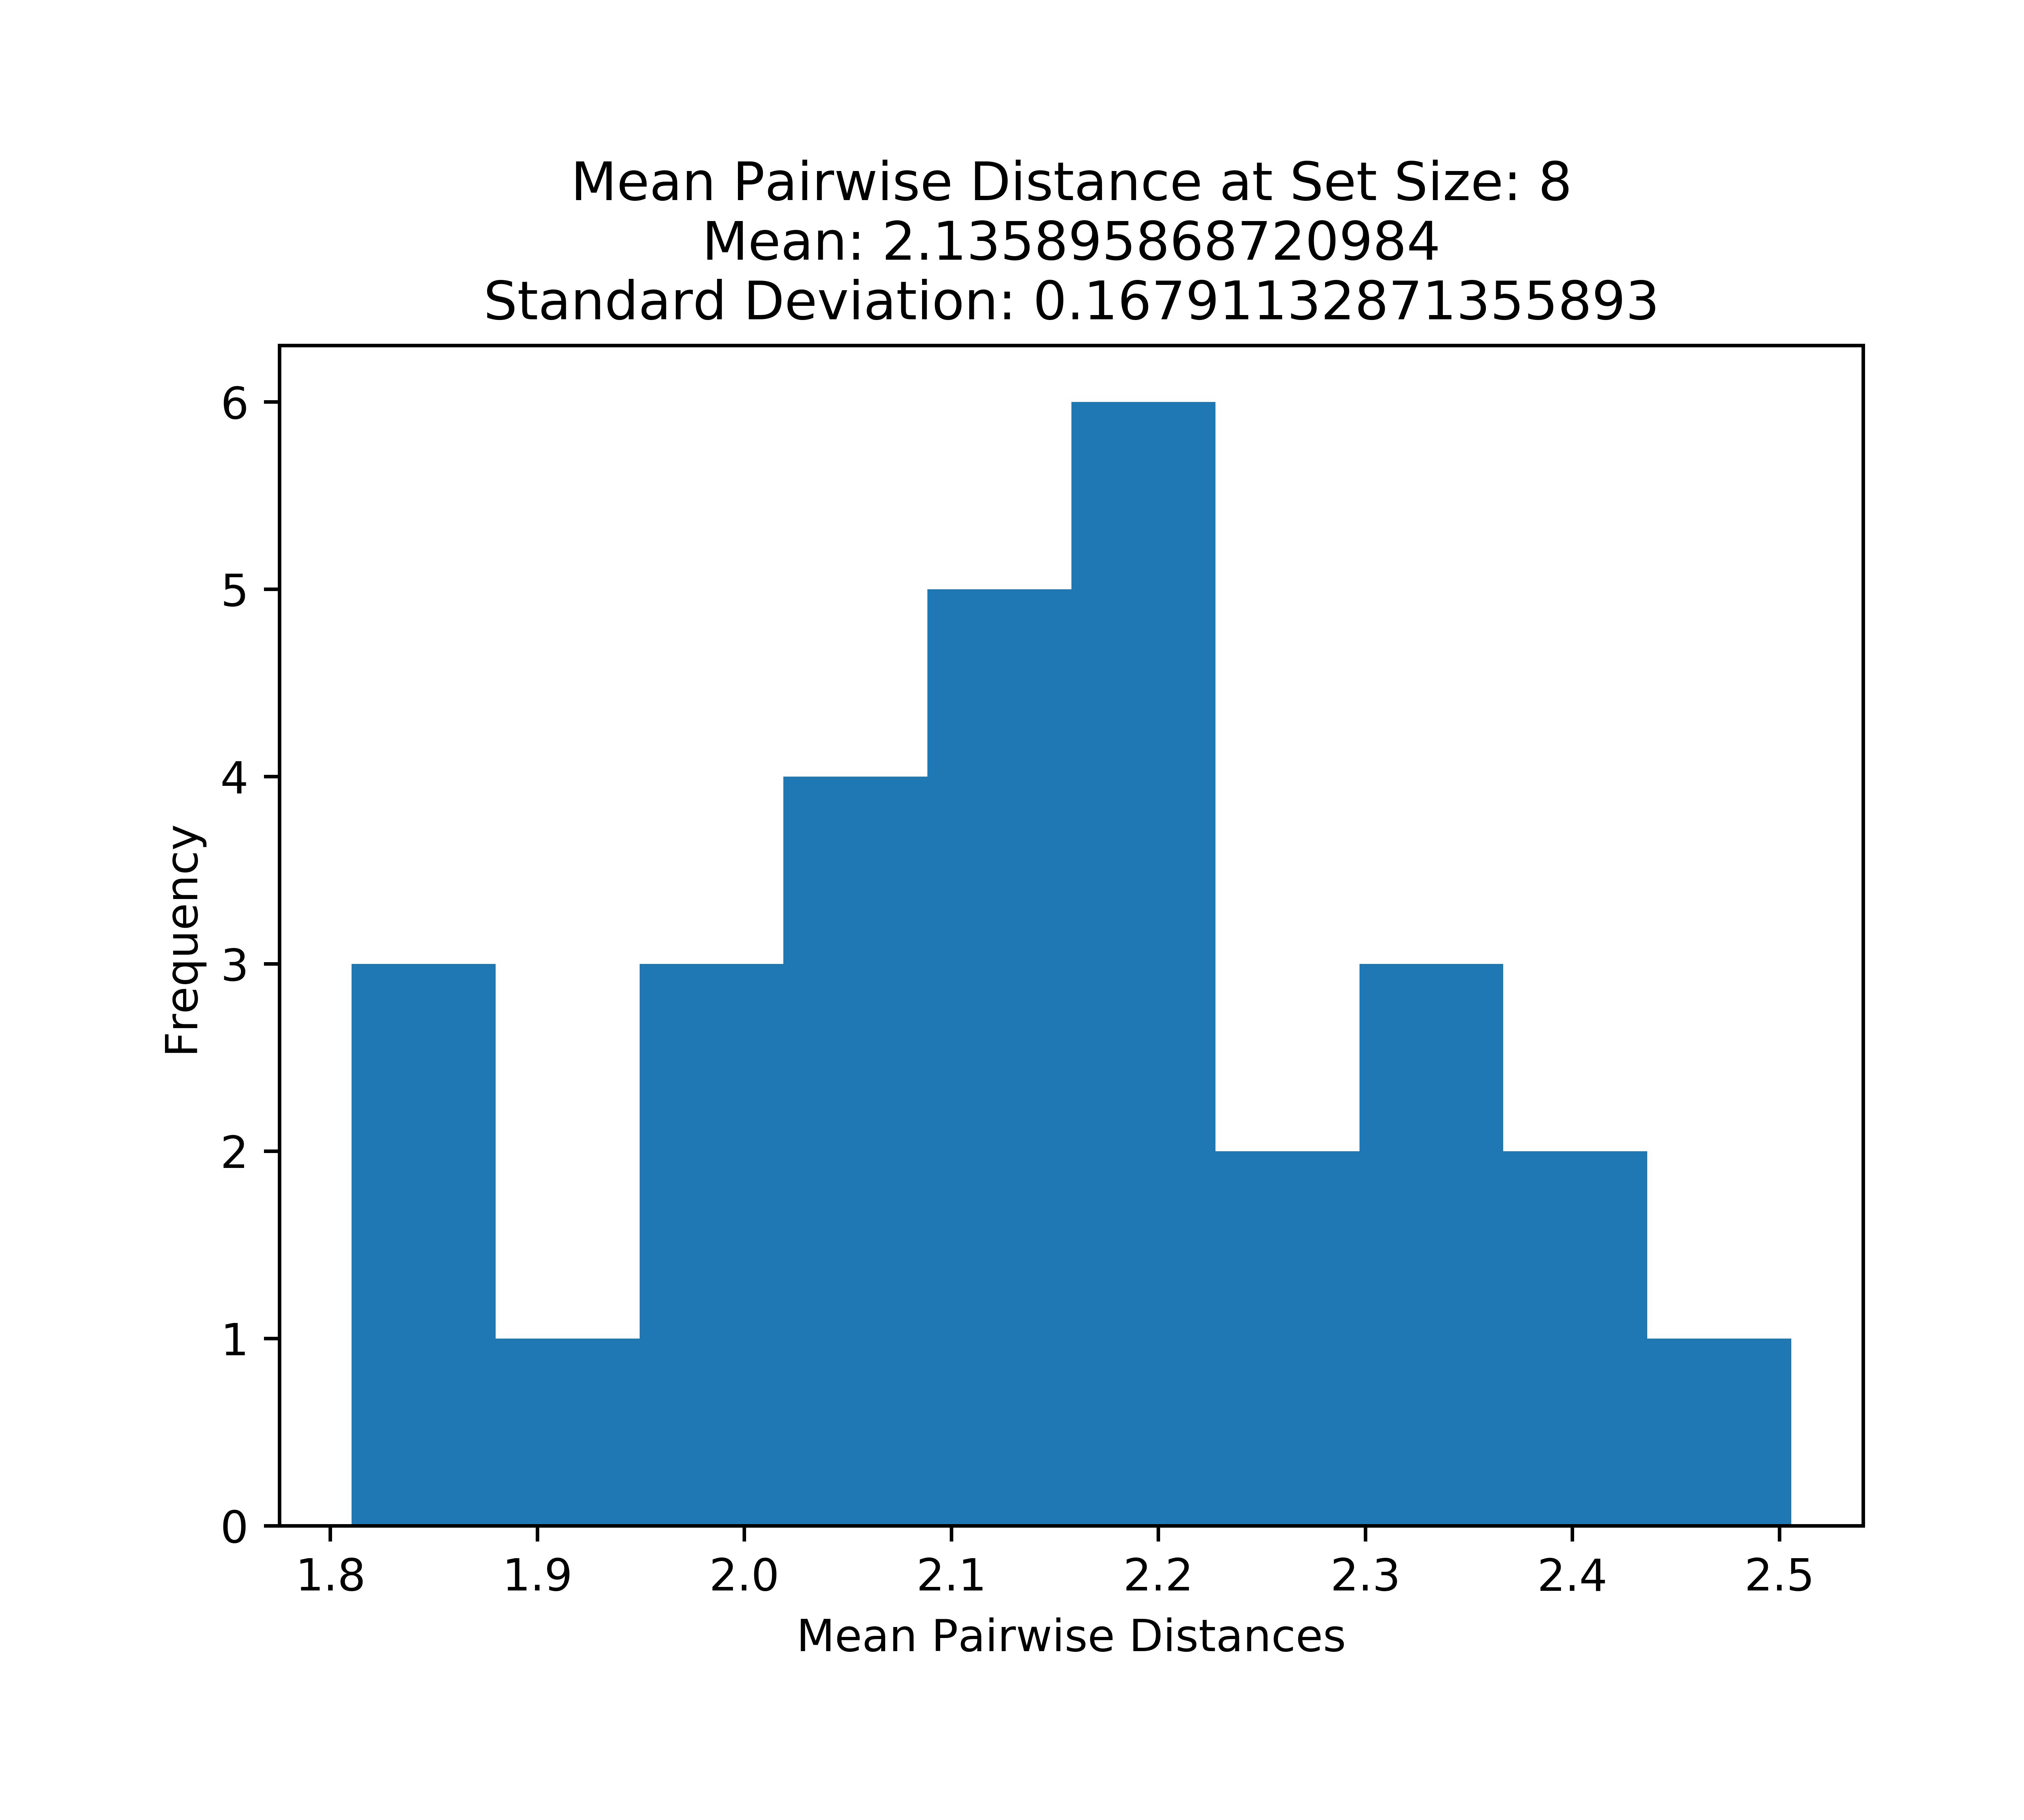 Mean Pairwise Distance at Set Size: 8
Mean: 2.135895868720984
Standard Deviation: 0.16791132871355893
6
5
4
3
2
1
0
Frequency
1.8 1.9 2.0 2.1 2.2 2.3 2.4 2.5
Mean Pairwise Distances